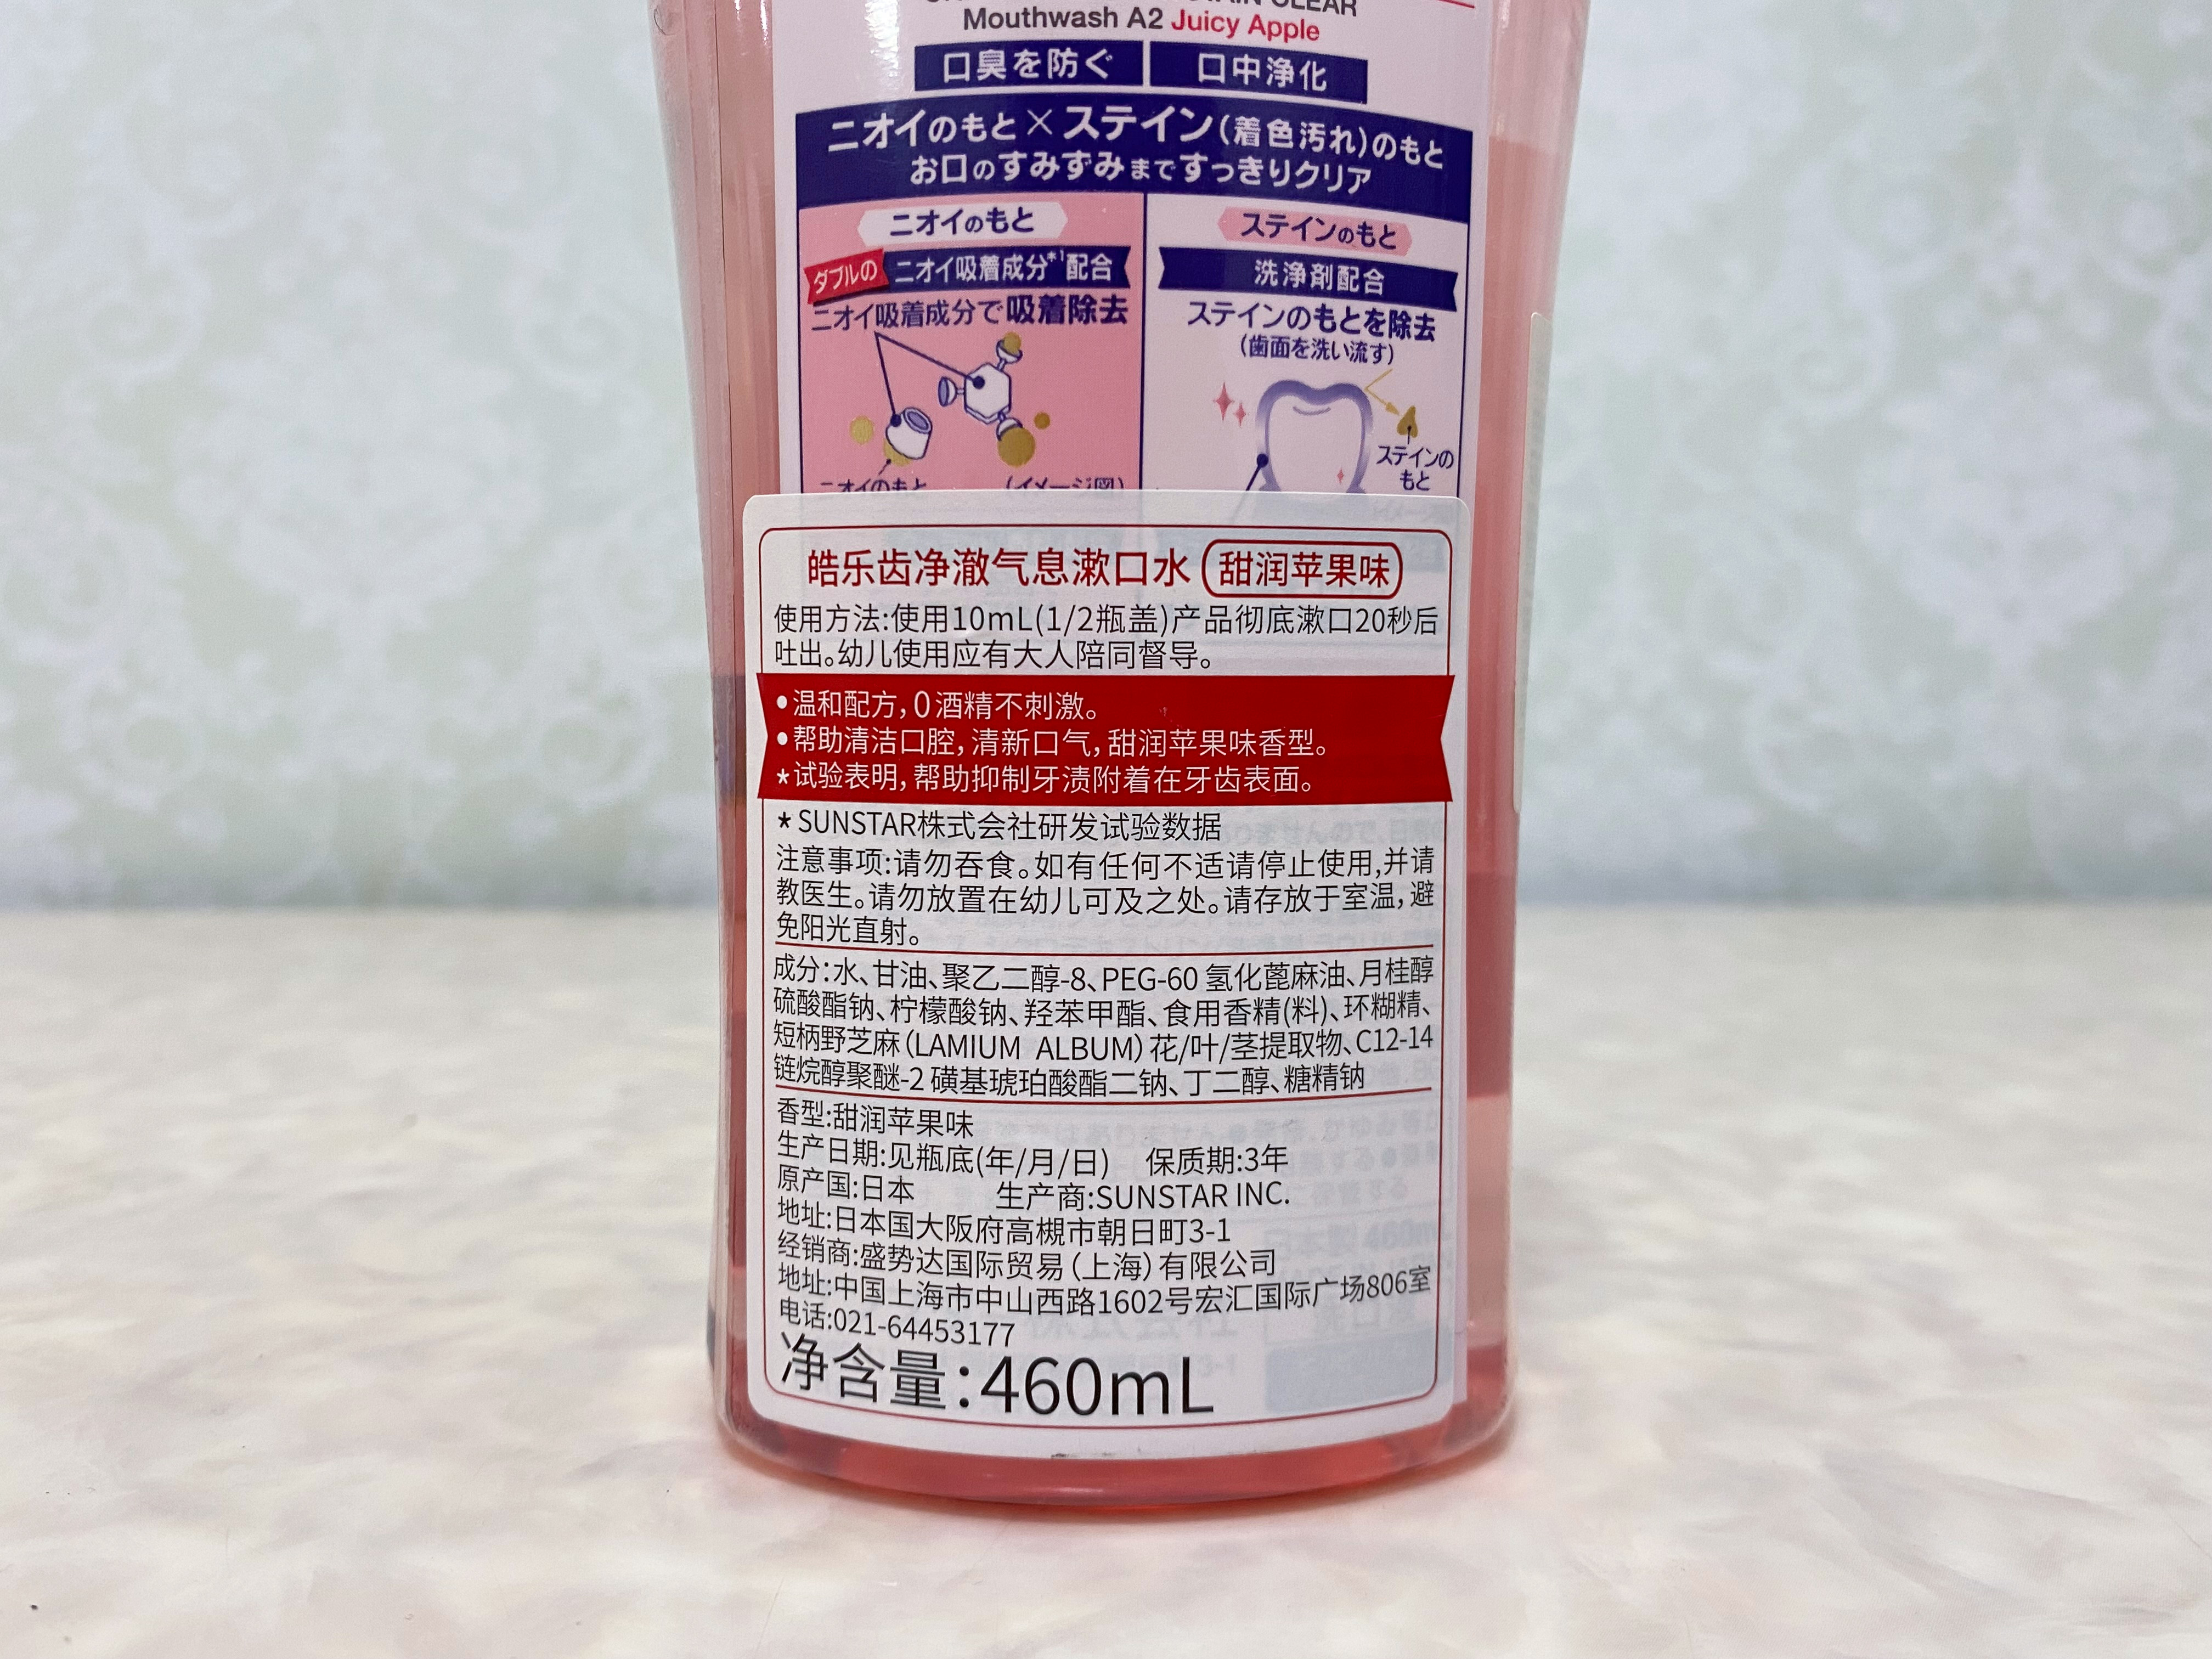 Mouthwash A2 Juicy Apple
口臭を防ぐ 口中浄化
ニオイのもと×ステイン(着色汚れ)のもと
お口のすみずみまですっきりクリア
ニオイのもと
ダブルの ニオイ吸着成分*1配合
ニオイ吸着成分で吸着除去
ニオイのもと (イメージ図)
ステインのもと
洗浄剤配合
ステインのもとを除去
(歯面を洗い流す)
ステインの
もと
皓乐齿净澈气息漱口水 甜润苹果味
使用方法:使用10mL(1/2瓶盖)产品彻底漱口20秒后
吐出。幼儿使用应有大人陪同督导。
•温和配方,0酒精不刺激。
•帮助清洁口腔,清新口气,甜润苹果味香型。
*试验表明,帮助抑制牙渍附着在牙齿表面。
*SUNSTAR株式会社研发试验数据
注意事项:请勿吞食。如有任何不适请停止使用,并请
教医生。请勿放置在幼儿可及之处。请存放于室温,避
免阳光直射。
成分:水、甘油、聚乙二醇-8、PEG-60 氢化蓖麻油、月桂醇
硫酸酯钠、柠檬酸钠、羟苯甲酯、食用香精(料)、环糊精、
短柄野芝麻(LAMIUM ALBUM)花/叶/茎提取物、C12-14
链烷醇聚醚-2 磺基琥珀酸酯二钠、丁二醇、糖精钠
香型:甜润苹果味
生产日期:见瓶底(年/月/日) 保质期:3年
原产国:日本 生产商:SUNSTAR INC.
地址:日本国大阪府高槻市朝日町3-1
经销商:盛势达国际贸易(上海)有限公司
地址:中国上海市中山西路1602号宏汇国际广场806室
电话:021-64453177
净含量:460mL